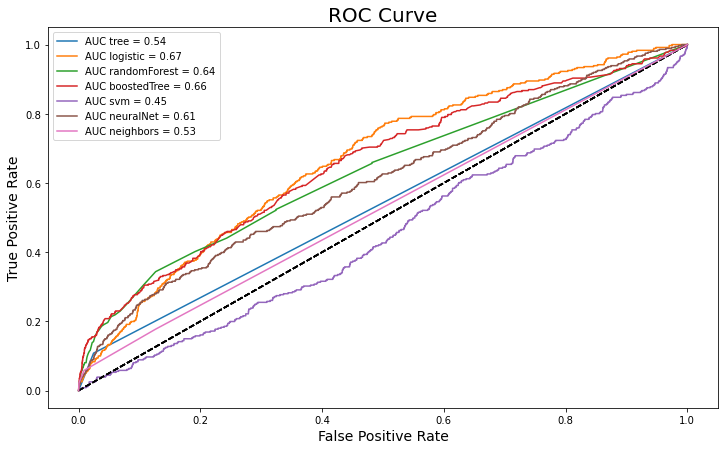 ROC Curve
AUC tree = 0.54
AUC logistic = 0.67
AUC randomForest = 0.64
AUC boostedTree = 0.66
AUC svm = 0.45
AUC neuralNet = 0.61
AUC neighbors = 0.53
True Positive Rate
1.0
0.8
0.6
0.4
0.2
0.0
0.0 0.2 0.4 0.6 0.8 1.0
False Positive Rate